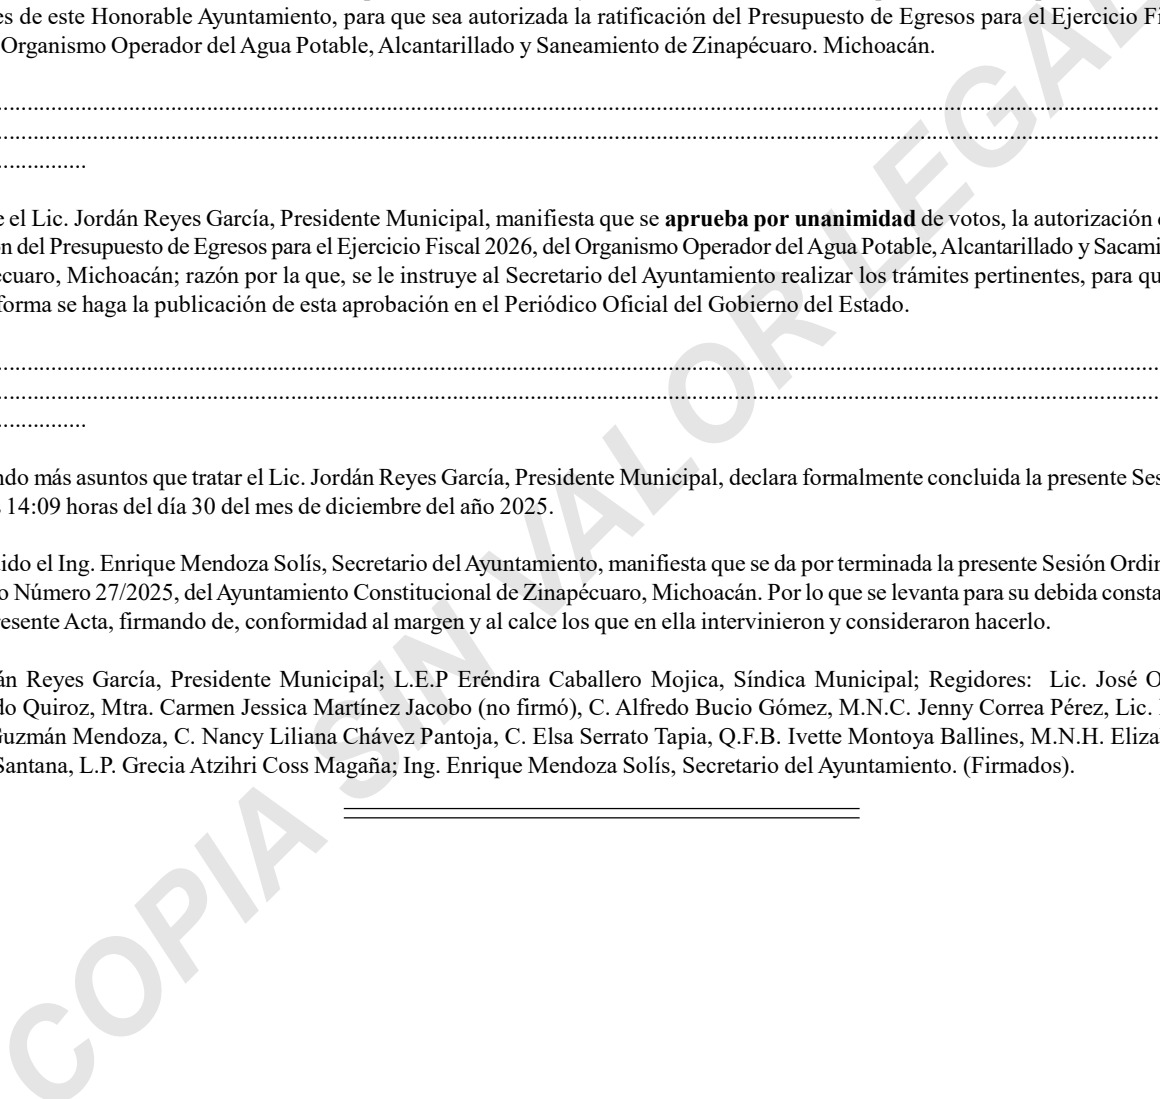 es de este Honorable Ayuntamiento, para que sea autorizada la ratificación del Presupuesto de Egresos para el Ejercicio Fi
Organismo Operador del Agua Potable, Alcantarillado y Saneamiento de Zinapécuaro. Michoacán.
e el Lic. Jordán Reyes García, Presidente Municipal, manifiesta que se aprueba por unanimidad de votos, la autorización
ón del Presupuesto de Egresos para el Ejercicio Fiscal 2026, del Organismo Operador del Agua Potable, Alcantarillado y Sacami
écuaro, Michoacán; razón por la que, se le instruye al Secretario del Ayuntamiento realizar los trámites pertinentes, para qu
forma se haga la publicación de esta aprobación en el Periódico Oficial del Gobierno del Estado.
ndo más asuntos que tratar el Lic. Jordán Reyes García, Presidente Municipal, declara formalmente concluida la presente Ses
14:09 horas del día 30 del mes de diciembre del año 2025.
ido el Ing. Enrique Mendoza Solís, Secretario del Ayuntamiento, manifiesta que se da por terminada la presente Sesión Ordin
o Número 27/2025, del Ayuntamiento Constitucional de Zinapécuaro, Michoacán. Por lo que se levanta para su debida consta
resente Acta, firmando de, conformidad al margen y al calce los que en ella intervinieron y consideraron hacerlo.
án Reyes García, Presidente Municipal; L.E.P Eréndira Caballero Mojica, Síndica Municipal; Regidores: Lic. José O
do Quiroz, Mtra. Carmen Jessica Martínez Jacobo (no firmó), C. Alfredo Bucio Gómez, M.N.C. Jenny Correa Pérez, Lic.
Guzmán Mendoza, C. Nancy Liliana Chávez Pantoja, C. Elsa Serrato Tapia, Q.F.B. Ivette Montoya Ballines, M.N.H. Eliza
Santana, L.P. Grecia Atzihri Coss Magaña; Ing. Enrique Mendoza Solís, Secretario del Ayuntamiento. (Firmados).
COPIA SIN VALOR LEGAL